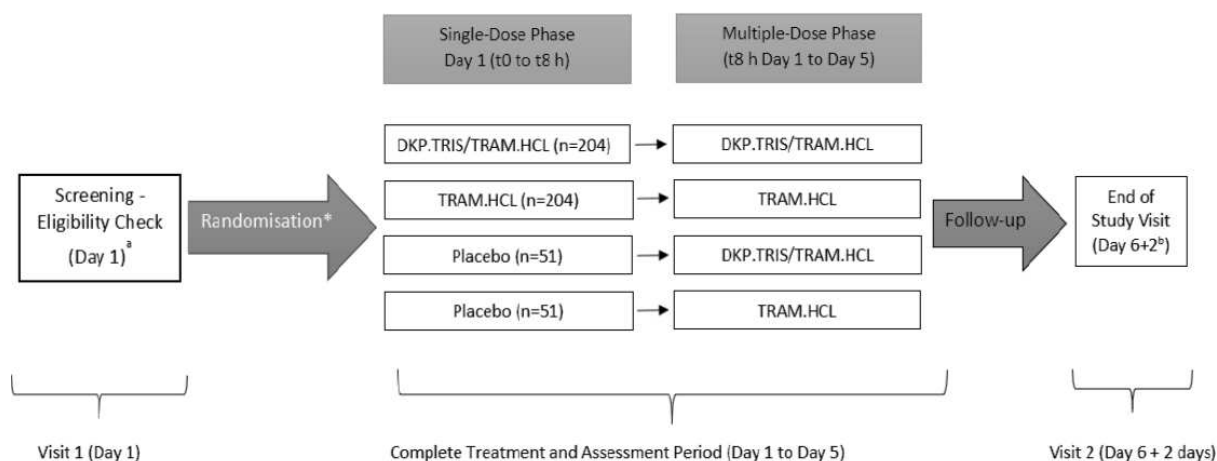 Single-Dose Phase
Day 1 (t0 to t8 h)
Multiple-Dose Phase
(t8 h Day 1 to Day 5)
Screening -
Eligibility Check
(Day 1)a
Randomisation*
DKP.TRIS/TRAM.HCL (n=204)
DKP.TRIS/TRAM.HCL
TRAM.HCL (n=204)
TRAM.HCL
Placebo (n=51)
DKP.TRIS/TRAM.HCL
Placebo (n=51)
TRAM.HCL
Follow-up
End of
Study Visit
(Day 6+2b)
Visit 1 (Day 1)
Complete Treatment and Assessment Period (Day 1 to Day 5)
Visit 2 (Day 6 + 2 days)